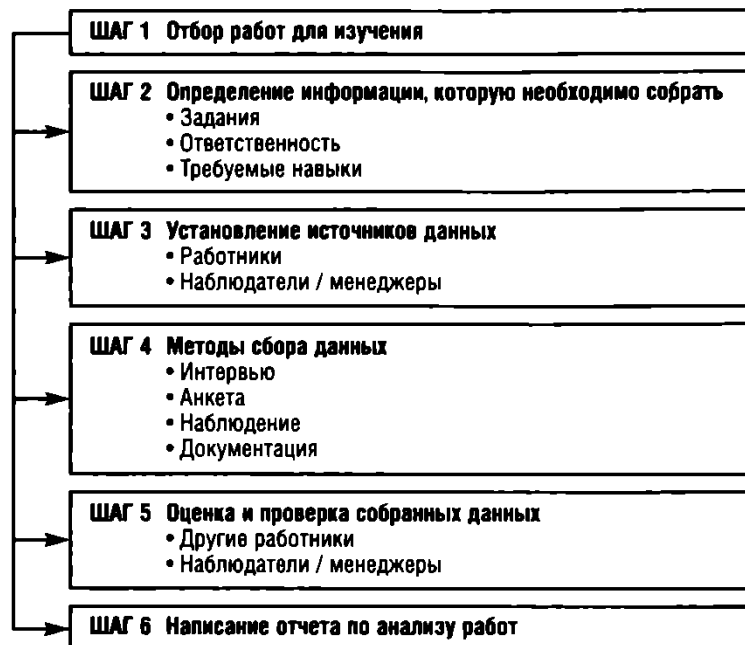 ШАГ 1 Отбор работ для изучения
ШАГ 2 Определение информации, которую необходимо собрать
• Задания
• Ответственность
• Требуемые навыки
ШАГ 3 Установление источников данных
• Работники
• Наблюдатели / менеджеры
ШАГ 4 Методы сбора данных
• Интервью
• Анкета
• Наблюдение
• Документация
ШАГ 5 Оценка и проверка собранных данных
• Другие работники
• Наблюдатели / менеджеры
ШАГ 6 Написание отчета по анализу работ